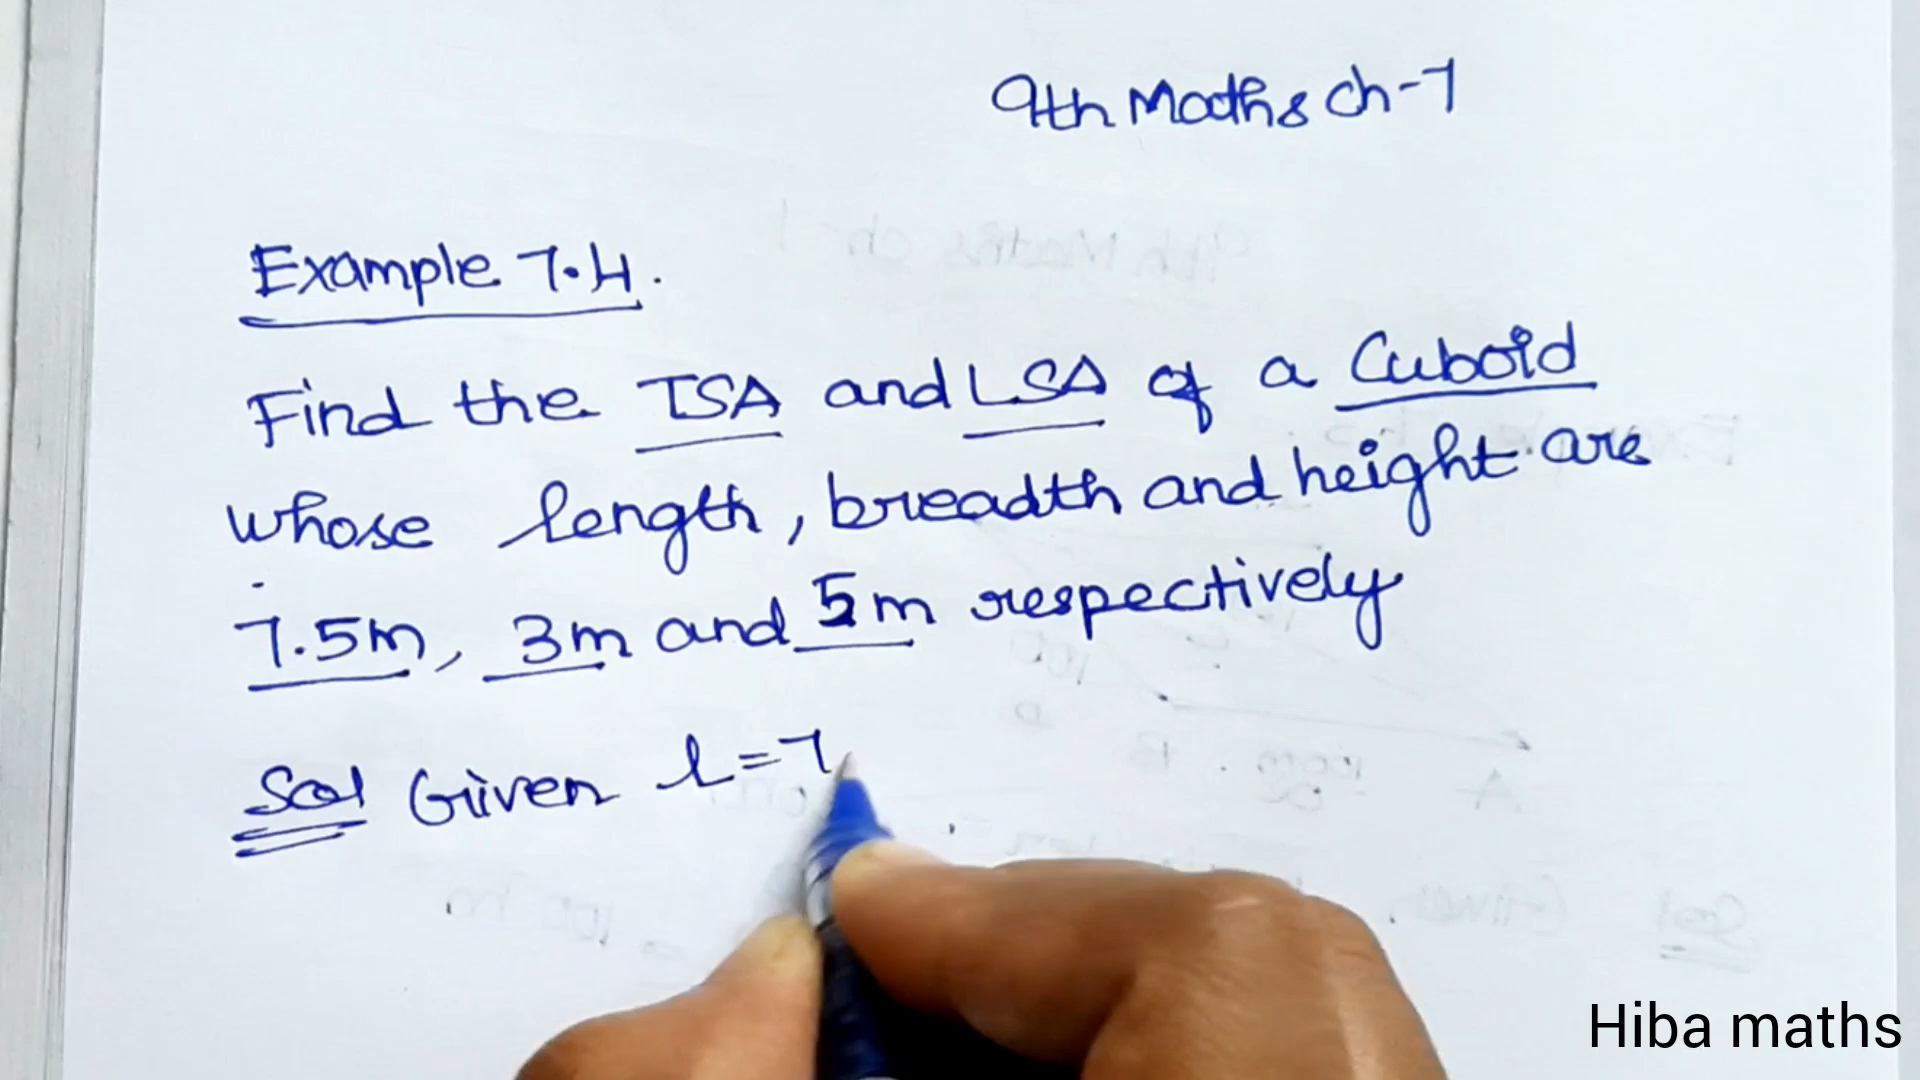 9th Maths ch-7
Example 7.4.
Find the TSA and LSA of a Cuboid
whose length, breadth and height are
7.5m, 3m and 5m respectively
Sol Given l=7
Hiba maths